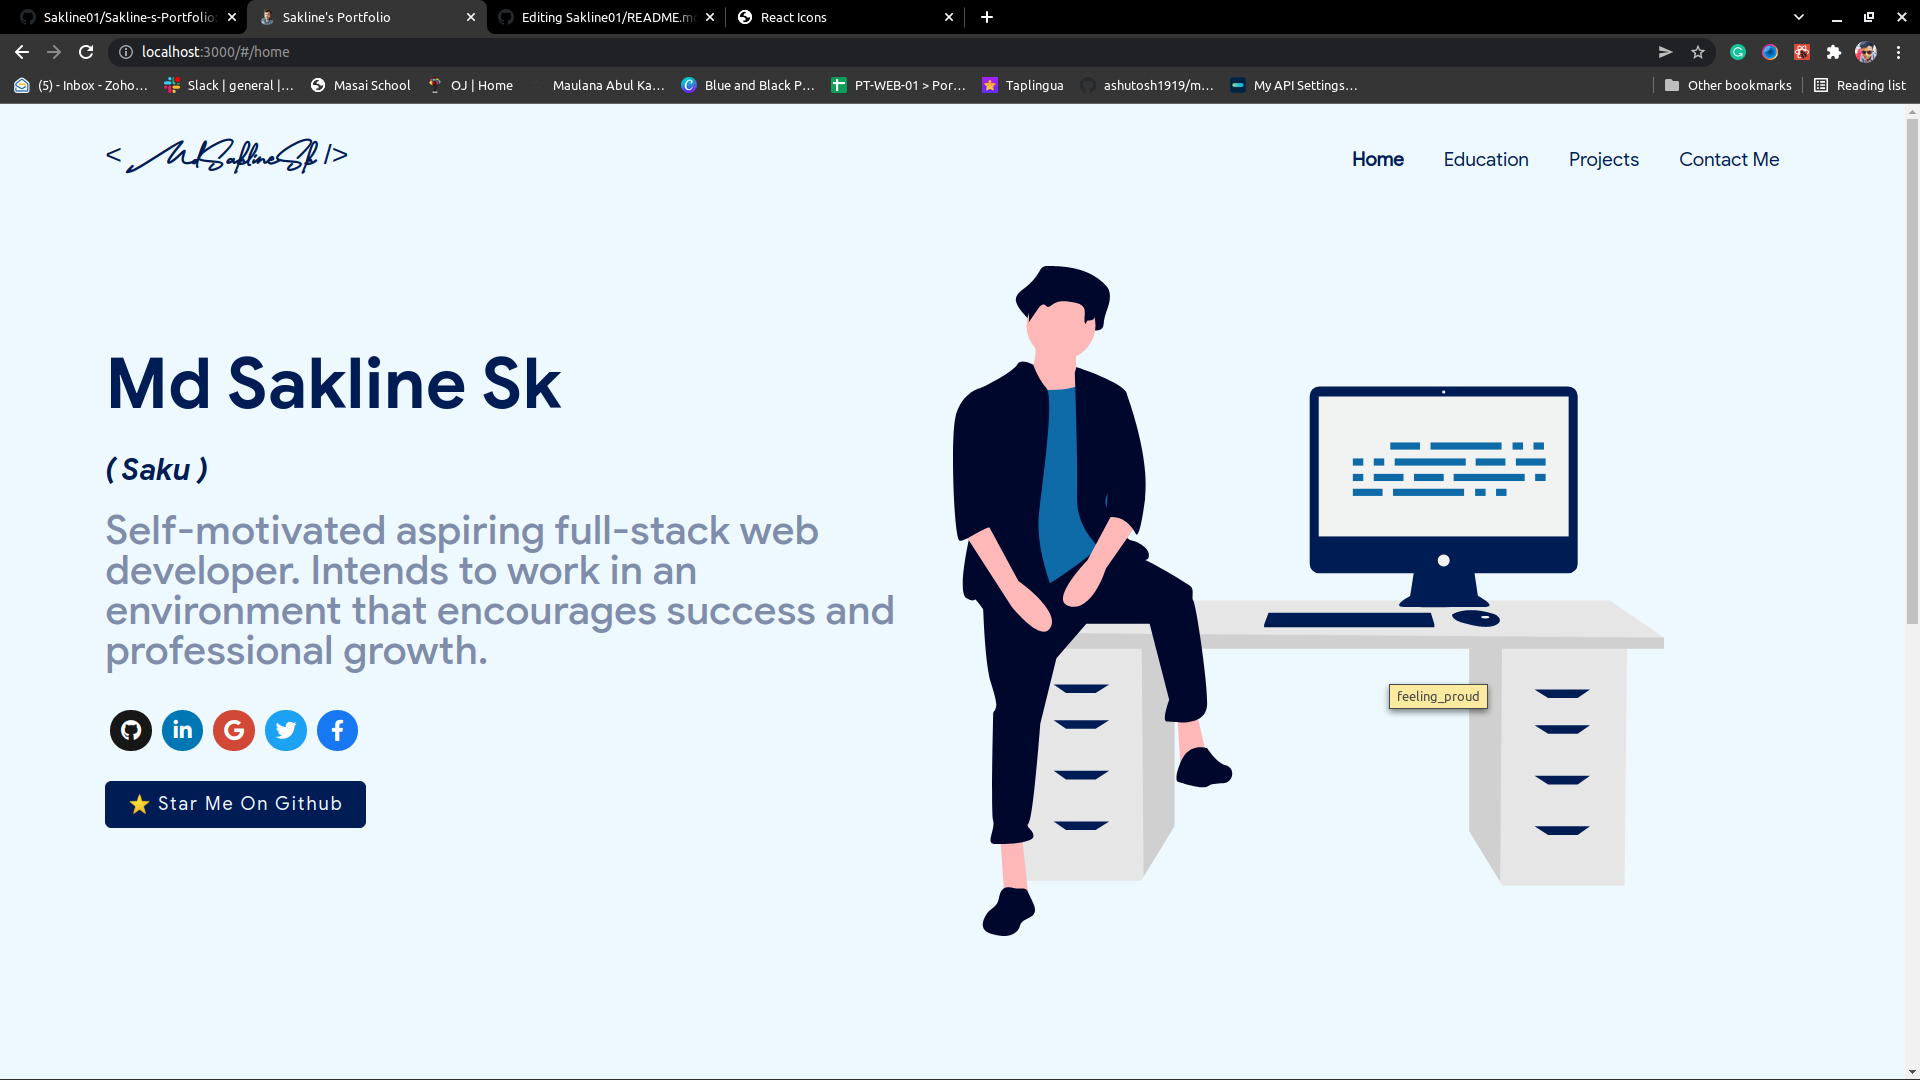 Sakline01/Sakline-s-Portfolio:
Sakline's Portfolio
Editing Sakline01/README.m
React Icons
localhost:3000/#/home
(5) - Inbox - Zoho...
Slack | general |...
Masai School
OJ | Home
Maulana Abul Ka...
Blue and Black P...
PT-WEB-01 > Por...
Taplingua
ashutosh1919/m...
My API Settings...
Other bookmarks
Reading list
< MdSaklineSk />
Home
Education
Projects
Contact Me
Md Sakline Sk
( Saku )
Self-motivated aspiring full-stack web
developer. Intends to work in an
environment that encourages success and
professional growth.
feeling_proud
⭐ Star Me On Github